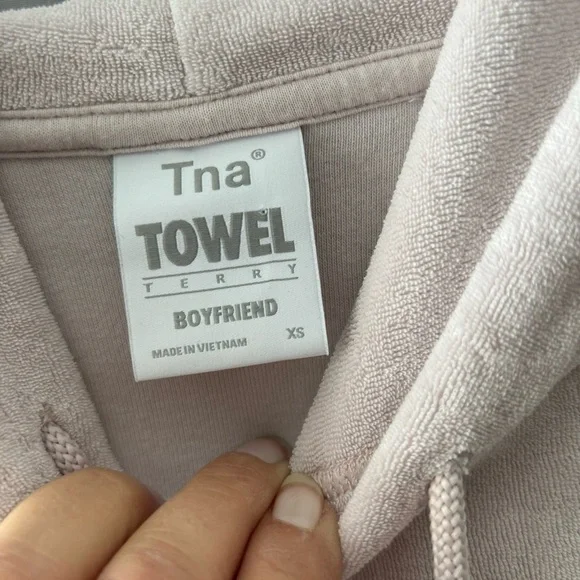 Tna®
TOWEL
TERRY
BOYFRIEND
XS
MADE IN VIETNAM